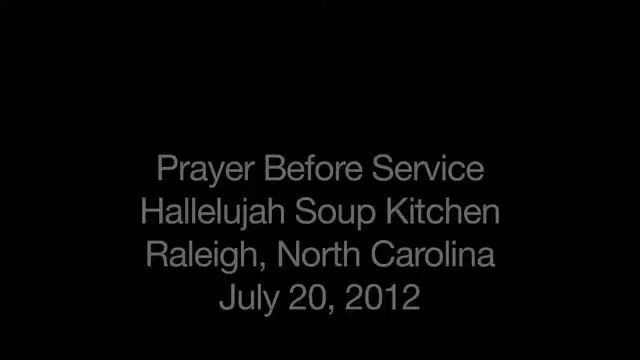 Prayer Before Service
Hallelujah Soup Kitchen
Raleigh, North Carolina
July 20, 2012